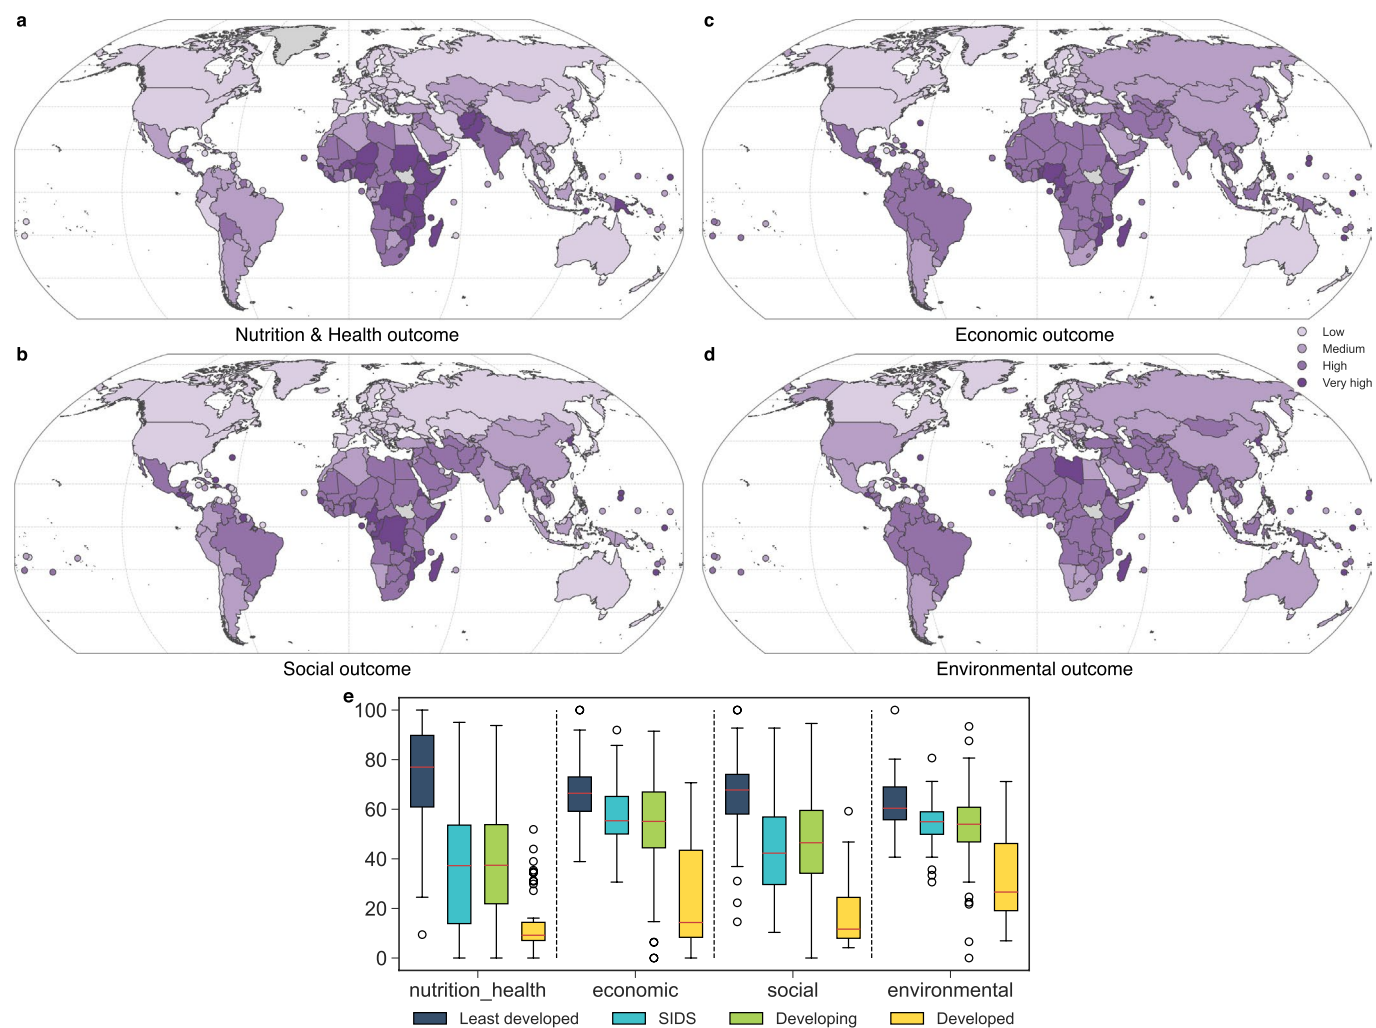 a
c
Nutrition & Health outcome
Economic outcome
Low
Medium
High
Very high
b
d
Social outcome
Environmental outcome
e
100
80
60
40
20
0
nutrition_health
economic
social
environmental
Least developed
SIDS
Developing
Developed